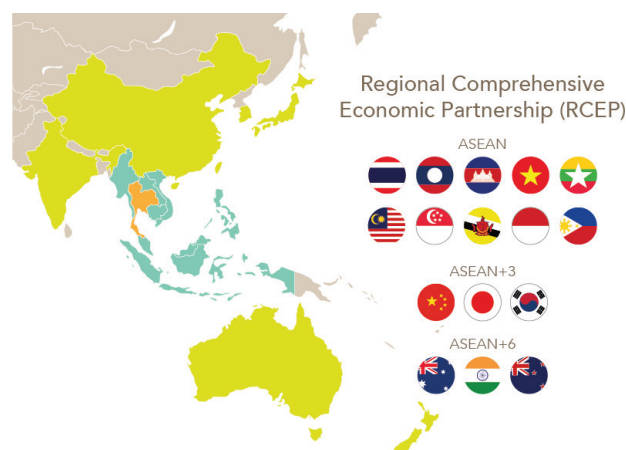 Regional Comprehensive
Economic Partnership (RCEP)
ASEAN
ASEAN+3
ASEAN+6